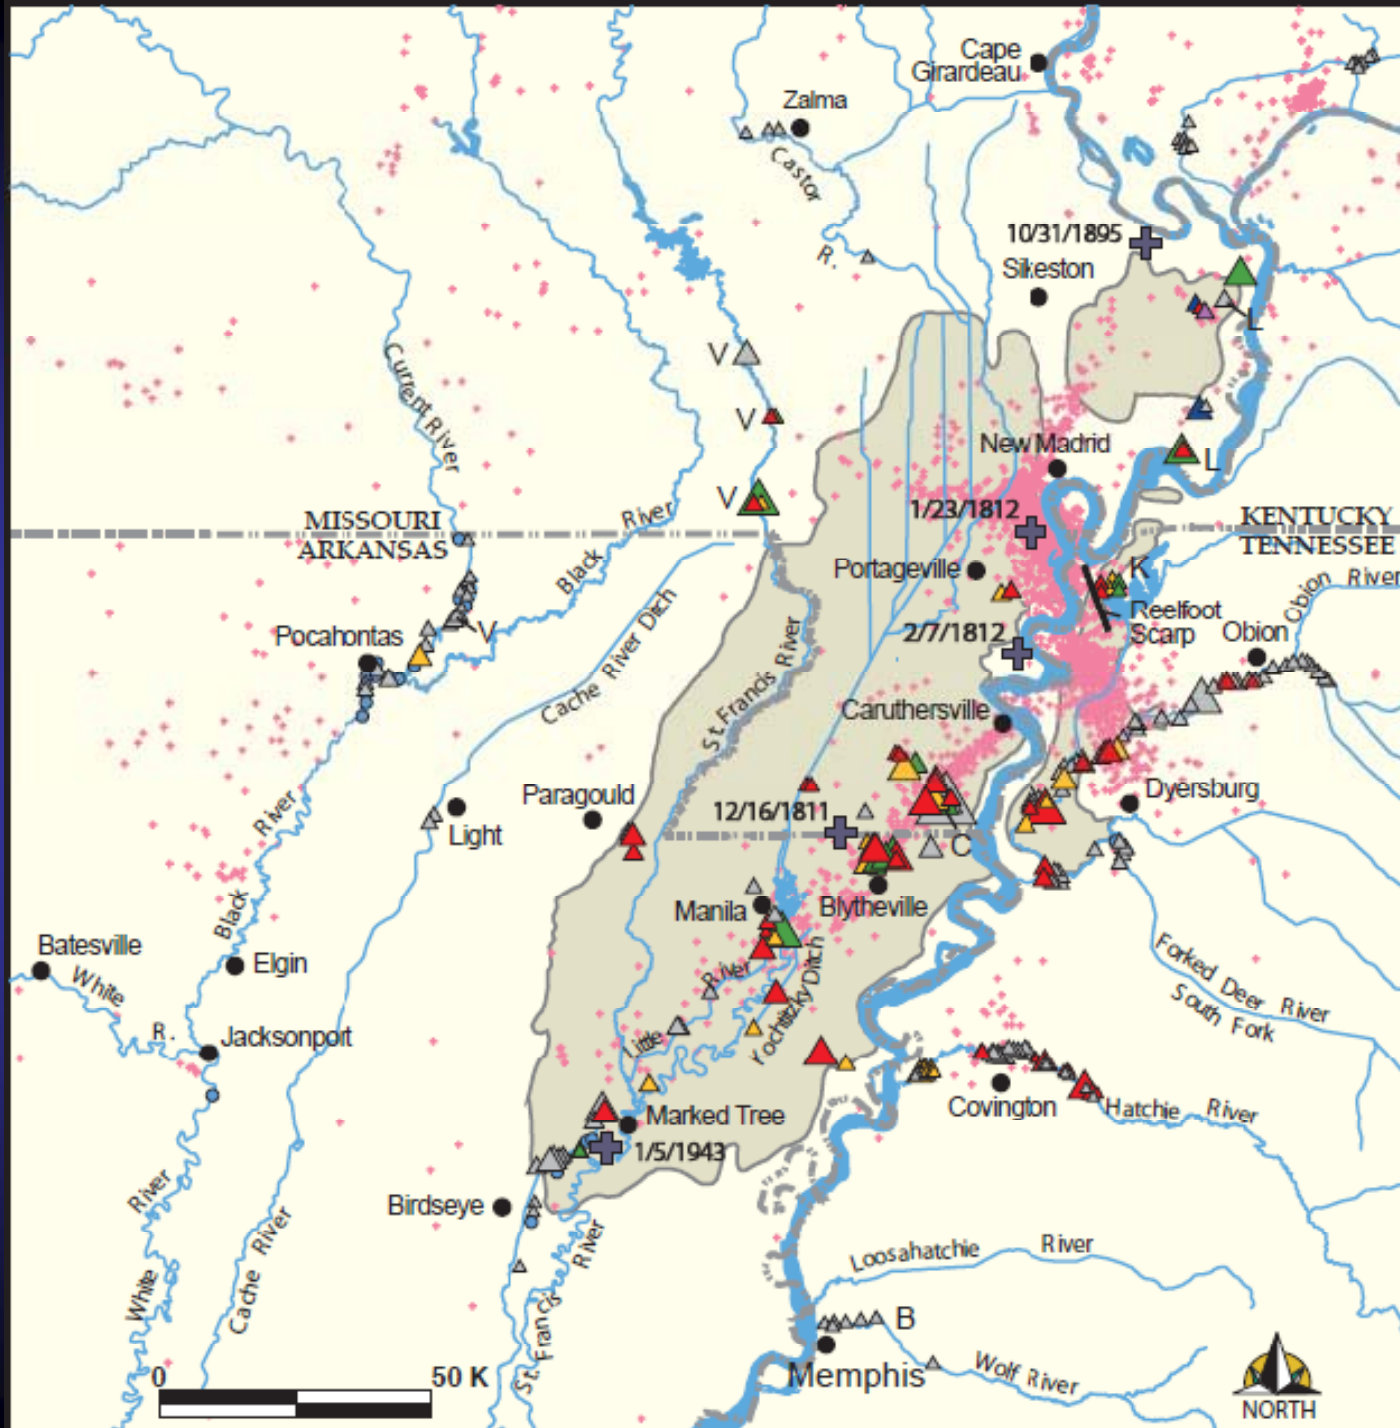 Cape
Girardeau
Zalma
Castor
R.
10/31/1895
Sikeston
L
V
Current River
V
New Madrid
L
V
1/23/1812
MISSOURI
ARKANSAS
Black
River
KENTUCKY
TENNESSEE
Portageville
K
Obion River
Reelfoot
Scarp
Obion
2/7/1812
Pocahontas
V
Cache River Ditch
St. Francis River
Caruthersville
Paragould
Light
12/16/1811
Dyersburg
C
Black
River
Manila
Blytheville
Batesville
White
R.
Elgin
Jacksonport
Little
River
Yochitzky Ditch
Forked Deer River
South Fork
Covington
Hatchie River
Marked Tree
1/5/1943
Birdseye
White
River
Cache River
St. Francis
River
Loosahatchie River
B
Memphis
Wolf River
0
50 K
NORTH